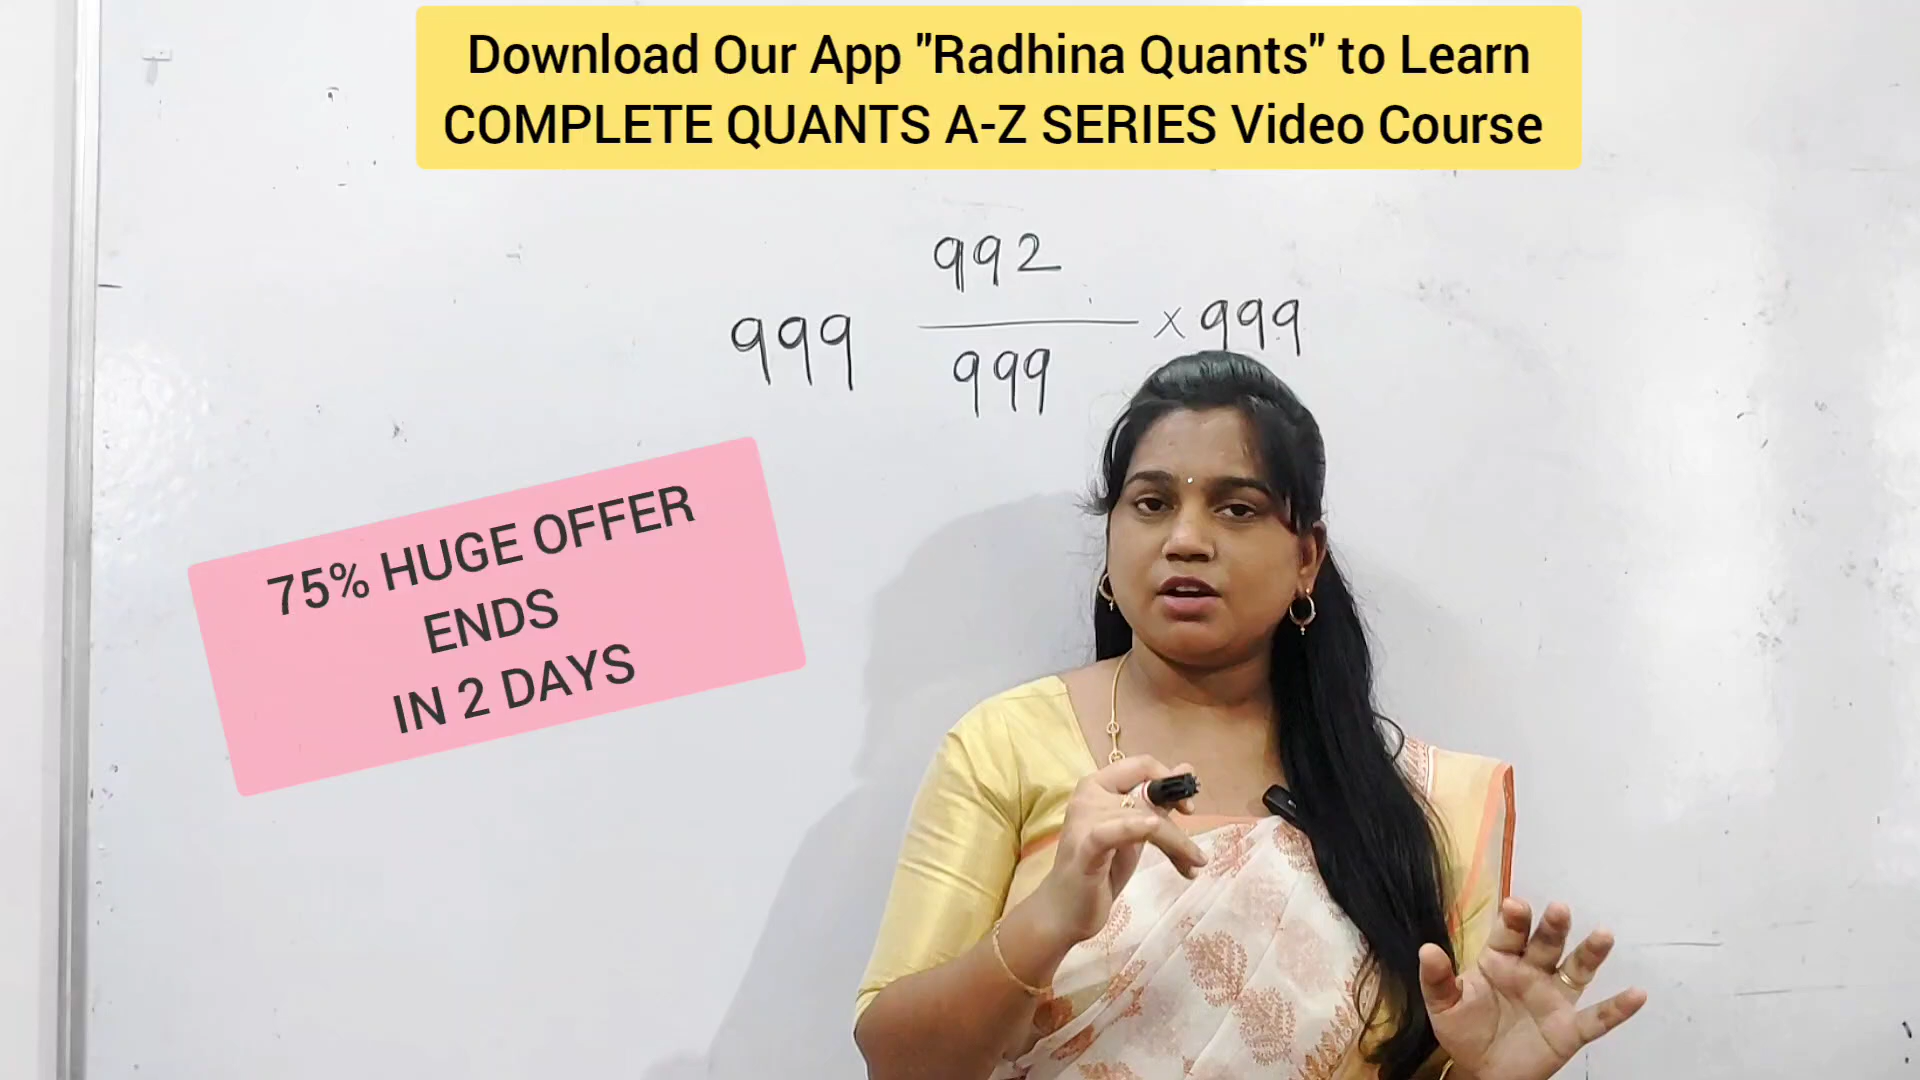 Download Our App "Radhina Quants" to Learn
COMPLETE QUANTS A-Z SERIES Video Course
992
999 × 999
999
75% HUGE OFFER
ENDS
IN 2 DAYS